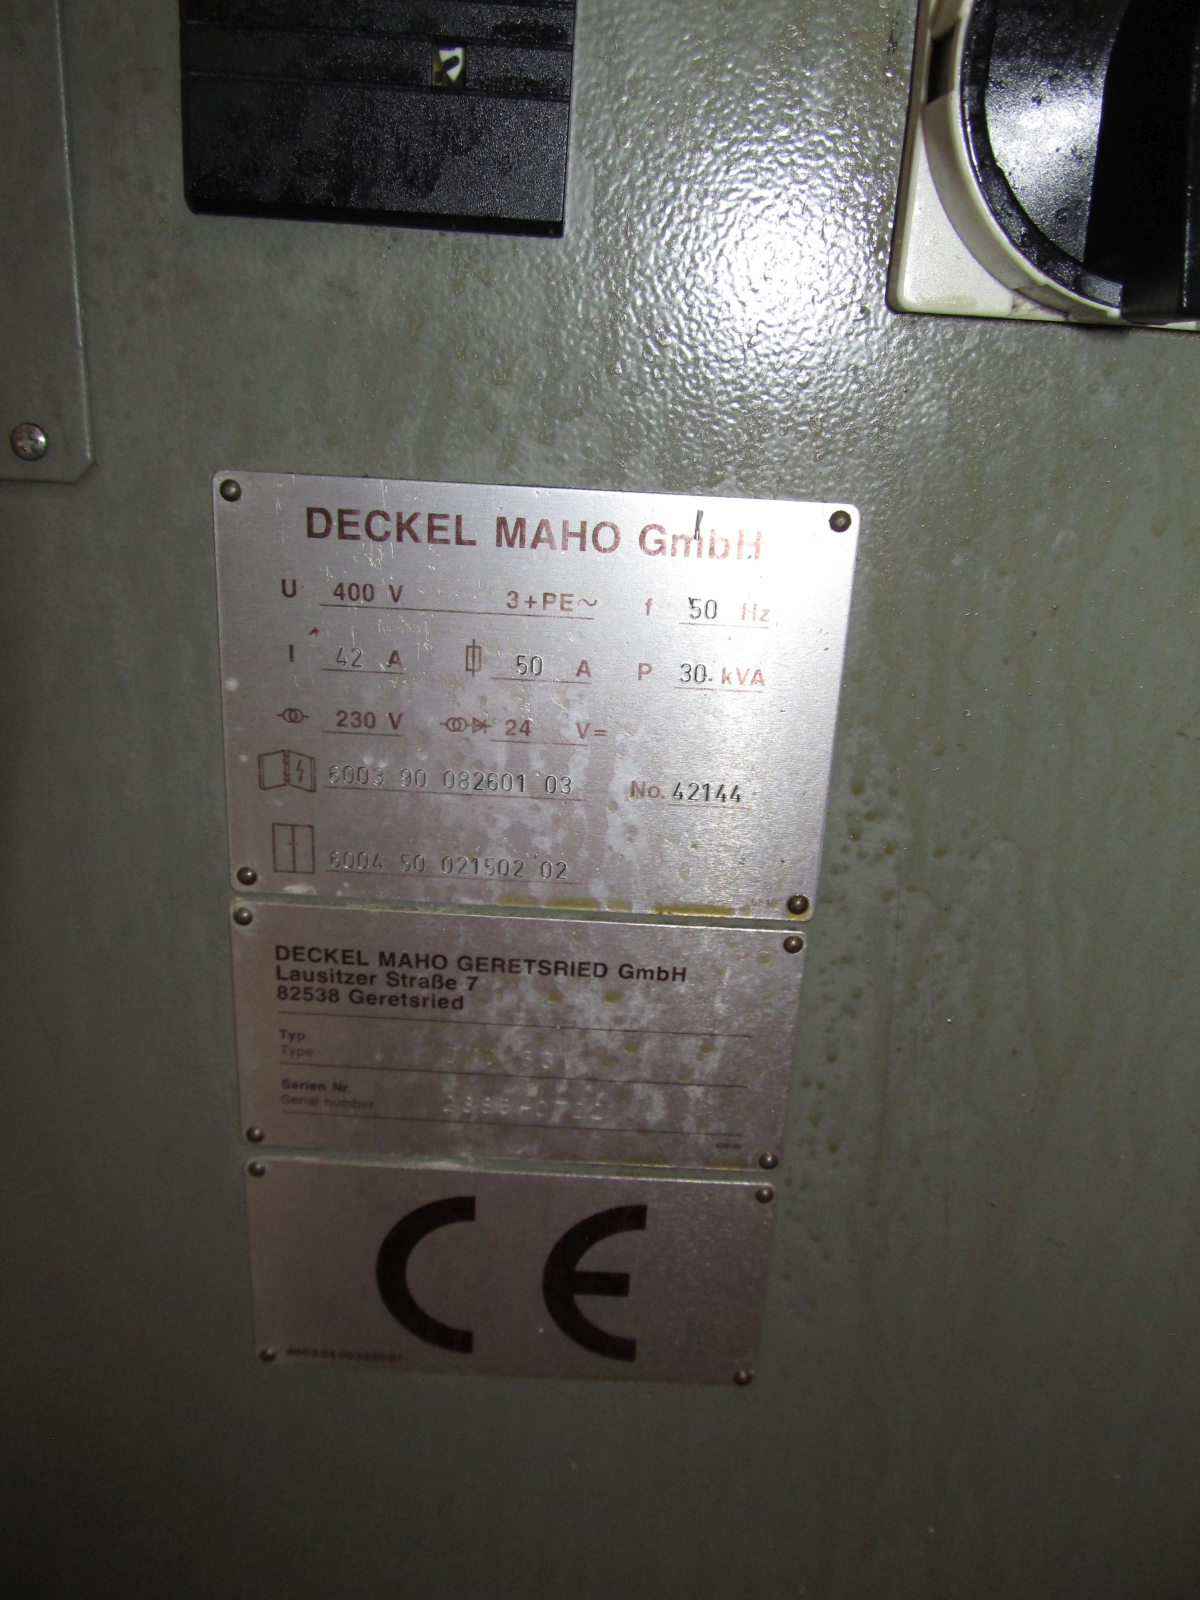 DECKEL MAHO GmbH
U 400 V 3+PE~ f 50 Hz
I 42 A 50 A P 30 kVA
230 V 24 V=
6003 90 082601 03 No. 42144
6004 50 021502 02
DECKEL MAHO GERETSRIED GmbH
Lausitzer Straße 7
82538 Geretsried
Typ
Type
Serien Nr.
Serial number
CE